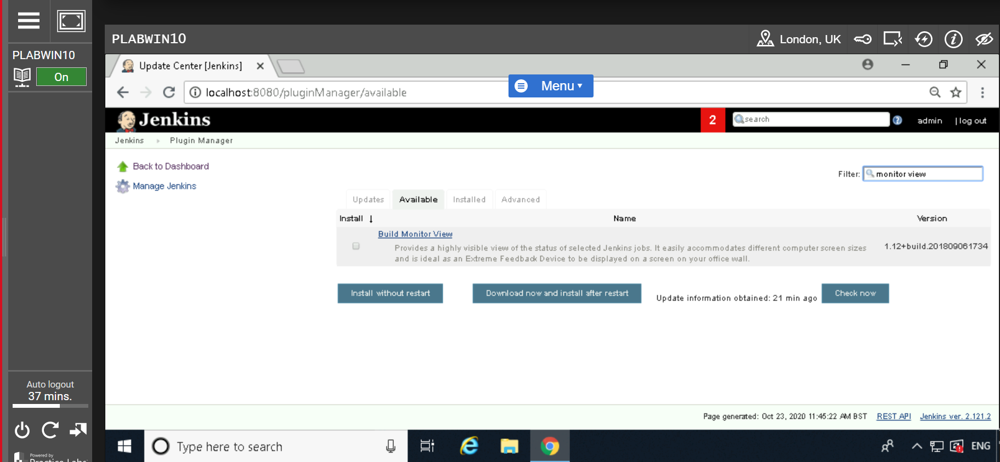 PLABWIN10
London, UK
PLABWIN10
On
Update Center [Jenkins]
Menu
localhost:8080/pluginManager/available
Jenkins
2
search
admin
| log out
Jenkins
Plugin Manager
Back to Dashboard
Manage Jenkins
Filter:
monitor view
Updates
Available
Installed
Advanced
Install ↓
Name
Version
Build Monitor View
Provides a highly visible view of the status of selected Jenkins jobs. It easily accommodates different computer screen sizes
and is ideal as an Extreme Feedback Device to be displayed on a screen on your office wall.
1.12+build.201809061734
Install without restart
Download now and install after restart
Update information obtained: 21 min ago
Check now
Auto logout
37 mins.
Page generated: Oct 23, 2020 11:45:22 AM BST
REST API
Jenkins ver. 2.121.2
Type here to search
ENG
Powered by